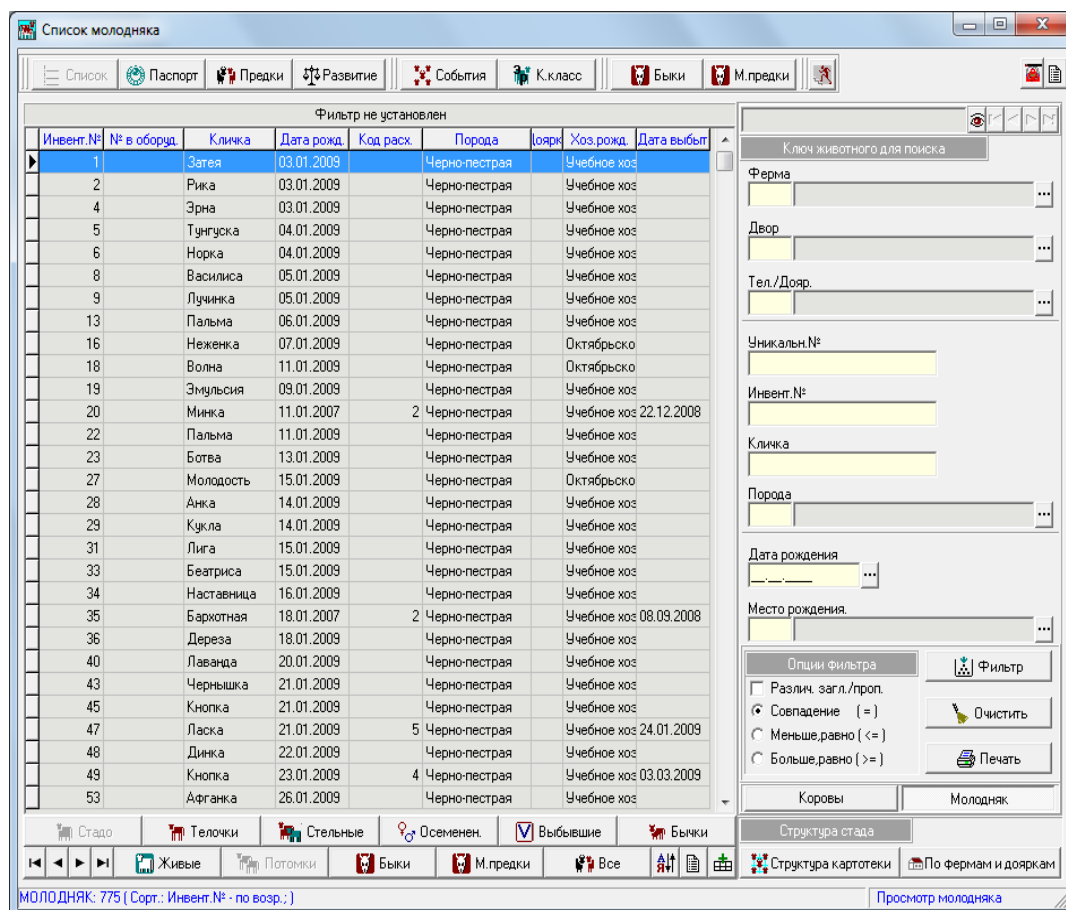 Список молодняка
Список Паспорт Предки Развитие События К.класс Быки М.предки
Фильтр не установлен
Инвент.№ № в оборуд. Кличка Дата рожд. Код расх. Порода Хоз.рожд. Дата выбыт
1 Затея 03.01.2009 Черно-пестрая Учебное хоз
2 Рика 03.01.2009 Черно-пестрая Учебное хоз
4 Эрна 03.01.2009 Черно-пестрая Учебное хоз
5 Тунгуска 04.01.2009 Черно-пестрая Учебное хоз
6 Норка 04.01.2009 Черно-пестрая Учебное хоз
8 Василиса 05.01.2009 Черно-пестрая Учебное хоз
9 Лучинка 05.01.2009 Черно-пестрая Учебное хоз
13 Пальма 06.01.2009 Черно-пестрая Учебное хоз
16 Неженка 07.01.2009 Черно-пестрая Октябрьско
18 Волна 11.01.2009 Черно-пестрая Октябрьско
19 Эмульсия 09.01.2009 Черно-пестрая Учебное хоз
20 Минка 11.01.2007 2 Черно-пестрая Учебное хоз 22.12.2008
22 Пальма 11.01.2009 Черно-пестрая Учебное хоз
23 Ботва 13.01.2009 Черно-пестрая Учебное хоз
27 Молодость 15.01.2009 Черно-пестрая Октябрьско
28 Анка 14.01.2009 Черно-пестрая Учебное хоз
29 Кукла 14.01.2009 Черно-пестрая Учебное хоз
31 Лига 15.01.2009 Черно-пестрая Учебное хоз
33 Беатриса 15.01.2009 Черно-пестрая Учебное хоз
34 Наставница 16.01.2009 Черно-пестрая Учебное хоз
35 Бархотная 18.01.2007 2 Черно-пестрая Учебное хоз 08.09.2008
36 Дереза 18.01.2009 Черно-пестрая Учебное хоз
40 Лаванда 20.01.2009 Черно-пестрая Учебное хоз
43 Чернышка 21.01.2009 Черно-пестрая Учебное хоз
45 Кнопка 21.01.2009 Черно-пестрая Учебное хоз
47 Ласка 21.01.2009 5 Черно-пестрая Учебное хоз 24.01.2009
48 Динка 22.01.2009 Черно-пестрая Учебное хоз
49 Кнопка 23.01.2009 4 Черно-пестрая Учебное хоз 03.03.2009
53 Афганка 26.01.2009 Черно-пестрая Учебное хоз
Ключ животного для поиска
Ферма
...
Двор
...
Тел./Дояр.
...
Уникальн.№
Инвент.№
Кличка
Порода
...
Дата рождения
__.__.____ ...
Место рождения.
...
Опции фильтра Фильтр
Различ. загл./проп.
Совпадение ( = ) Очистить
Меньше,равно ( <= )
Больше,равно ( >= ) Печать
Коровы Молодняк
Стадо Телочки Стельные Осеменен. Выбывшие Бычки Структура стада
Живые Потомки Быки М.предки Все Структура картотеки По фермам и дояркам
МОЛОДНЯК: 775 ( Сорт.: Инвент.№ - по возр.; ) Просмотр молодняка